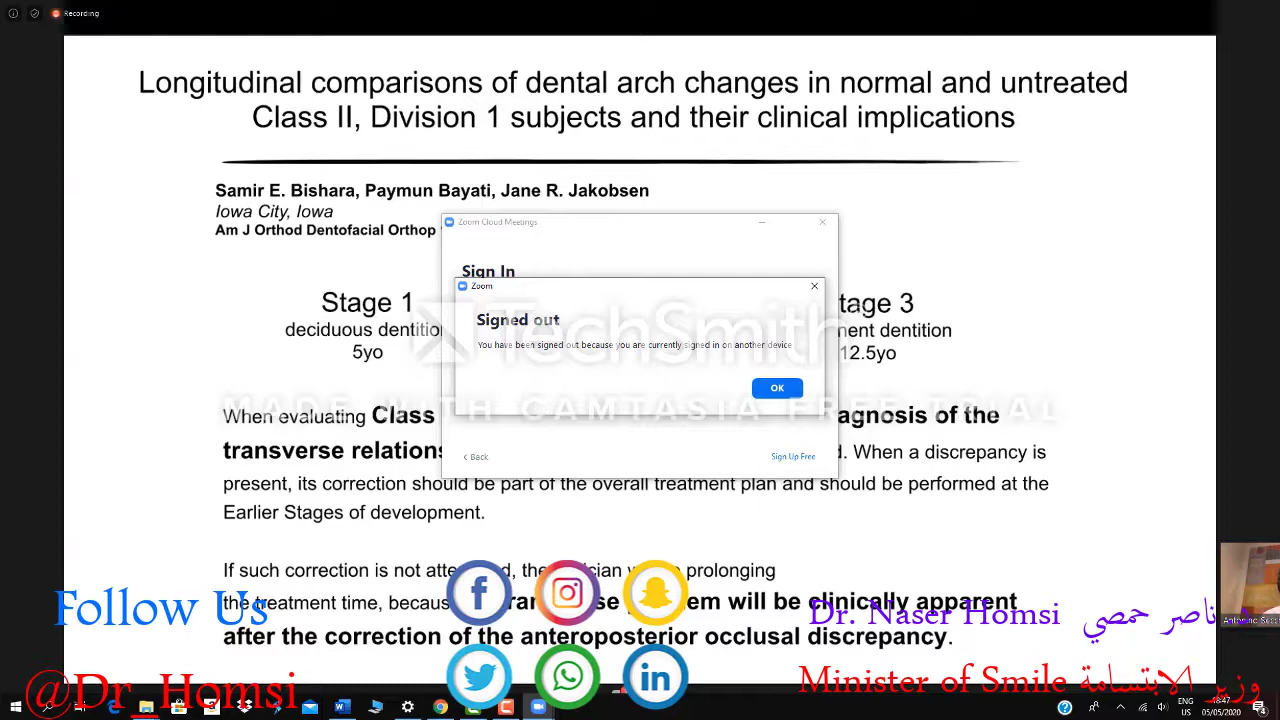 Recording
Longitudinal comparisons of dental arch changes in normal and untreated
Class II, Division 1 subjects and their clinical implications
Samir E. Bishara, Paymun Bayati, Jane R. Jakobsen
Iowa City, Iowa
Am J Orthod Dentofacial Orthop
Zoom Cloud Meetings
Sign In
Zoom
Signed out
You have been signed out because you are currently signed in on another device
OK
Back
Sign Up Free
Stage 1
deciduous dentition
5yo
tage 3
ment dentition
12.5yo
TechSmith
MADE WITH CAMTASIA FREE TRIAL
When evaluating Class agnosis of the
transverse relations d. When a discrepancy is
present, its correction should be part of the overall treatment plan and should be performed at the
Earlier Stages of development.
If such correction is not prolonging
the treatment time, will be clinically apparent
after the correction of the anteroposterior occlusal discrepancy.
Follow Us
@Dr_Homsi
Dr. Naser Homsi د. ناصر حمصي
Minister of Smile وزير الابتسامة
ENG
US
18:47
05/05/2020